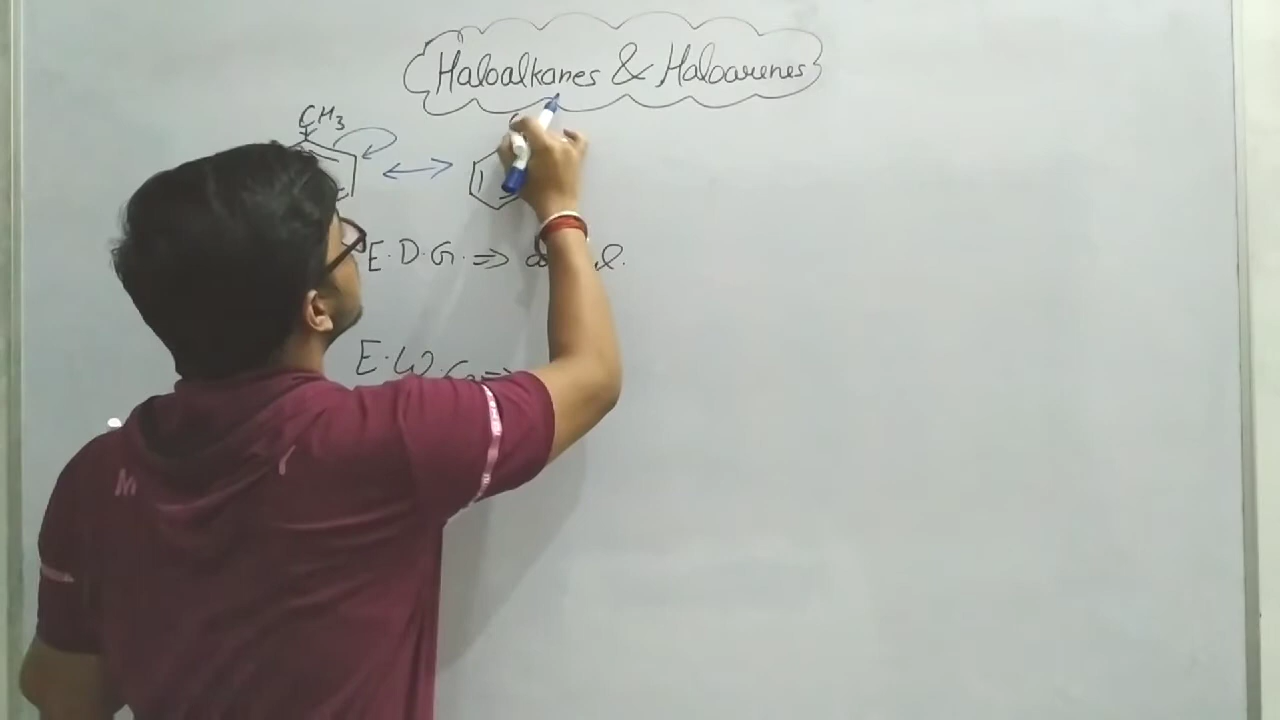 Haloalkanes & Haloarenes
CH₃
E.D.G. ⇒
E.W.G ⇒